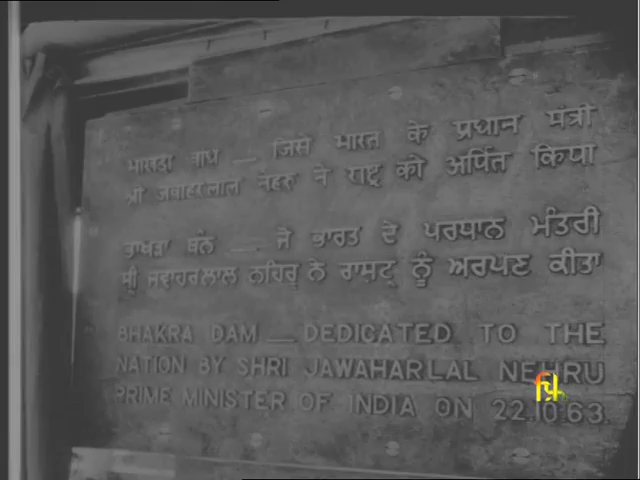 भाखड़ा बांध — जिसे भारत के प्रधान मंत्री
श्री जवाहरलाल नेहरू ने राष्ट्र को अर्पित किया
ਭਾਖੜਾ ਬੰਨ — ਜੋ ਭਾਰਤ ਦੇ ਪਰਧਾਨ ਮੰਤਰੀ
ਸ਼੍ਰੀ ਜਵਾਹਰਲਾਲ ਨਹਿਰੂ ਨੇ ਰਾਸ਼ਟ੍ਰ ਨੂੰ ਅਰਪਣ ਕੀਤਾ
BHAKRA DAM — DEDICATED TO THE
NATION BY SHRI JAWAHARLAL NEHRU
PRIME MINISTER OF INDIA ON 22.10.63.